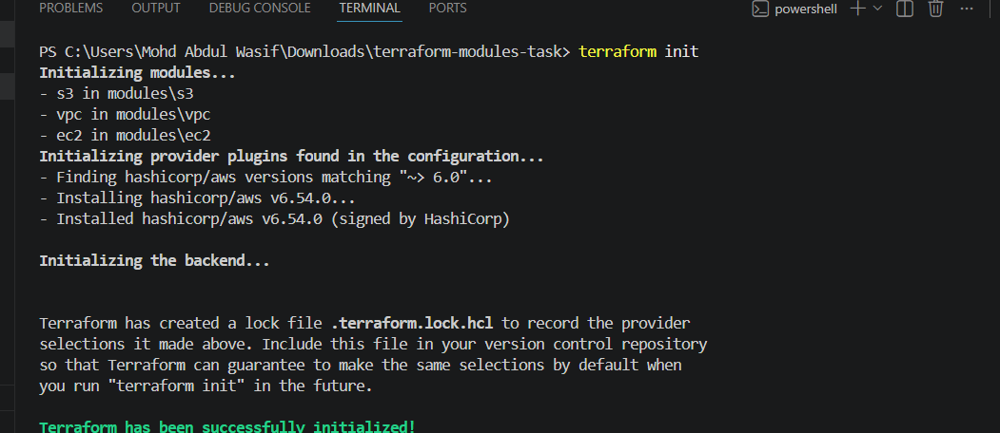 PROBLEMS OUTPUT DEBUG CONSOLE TERMINAL PORTS powershell
PS C:\Users\Mohd Abdul Wasif\Downloads\terraform-modules-task> terraform init
Initializing modules...
- s3 in modules\s3
- vpc in modules\vpc
- ec2 in modules\ec2
Initializing provider plugins found in the configuration...
- Finding hashicorp/aws versions matching "~> 6.0"...
- Installing hashicorp/aws v6.54.0...
- Installed hashicorp/aws v6.54.0 (signed by HashiCorp)
Initializing the backend...
Terraform has created a lock file .terraform.lock.hcl to record the provider
selections it made above. Include this file in your version control repository
so that Terraform can guarantee to make the same selections by default when
you run "terraform init" in the future.
Terraform has been successfully initialized!